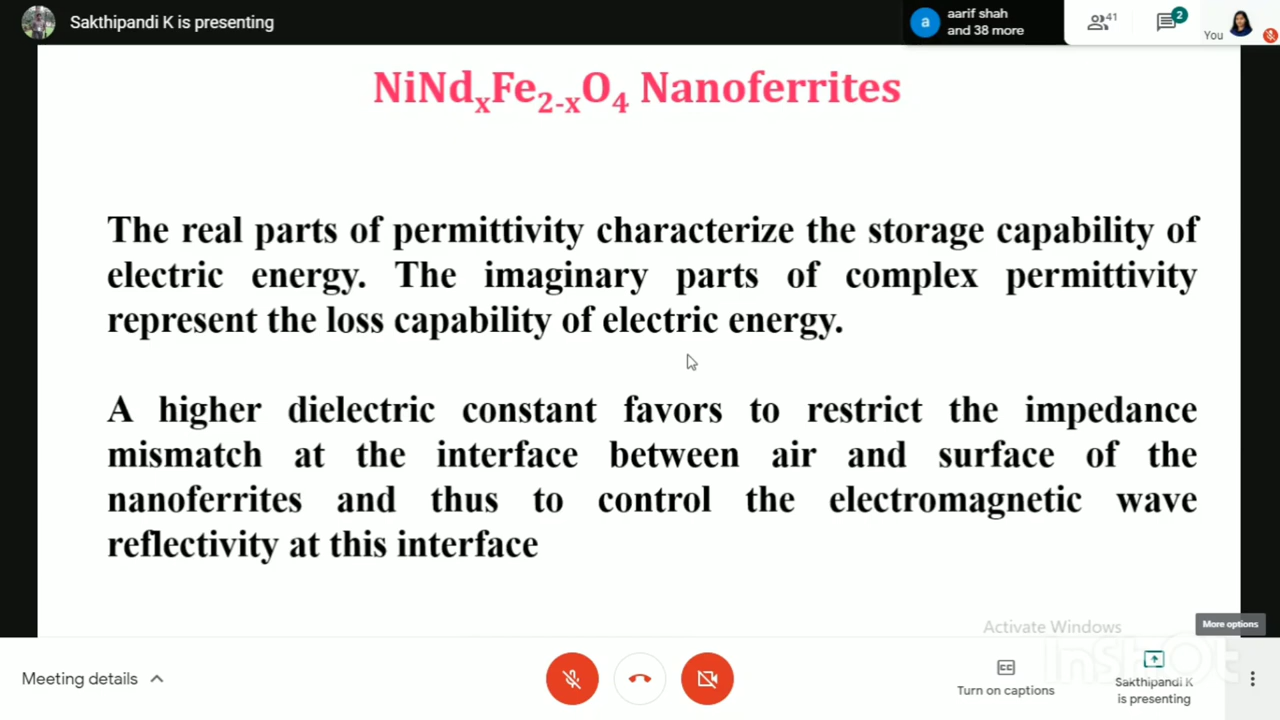 Sakthipandi K is presenting
a
aarif shah
and 38 more
41
2
You
NiNdₓFe₂₋ₓO₄ Nanoferrites
The real parts of permittivity characterize the storage capability of
electric energy. The imaginary parts of complex permittivity
represent the loss capability of electric energy.
A higher dielectric constant favors to restrict the impedance
mismatch at the interface between air and surface of the
nanoferrites and thus to control the electromagnetic wave
reflectivity at this interface
Activate Windows
More options
InShOt
Meeting details
CC
Turn on captions
Sakthipandi K
is presenting